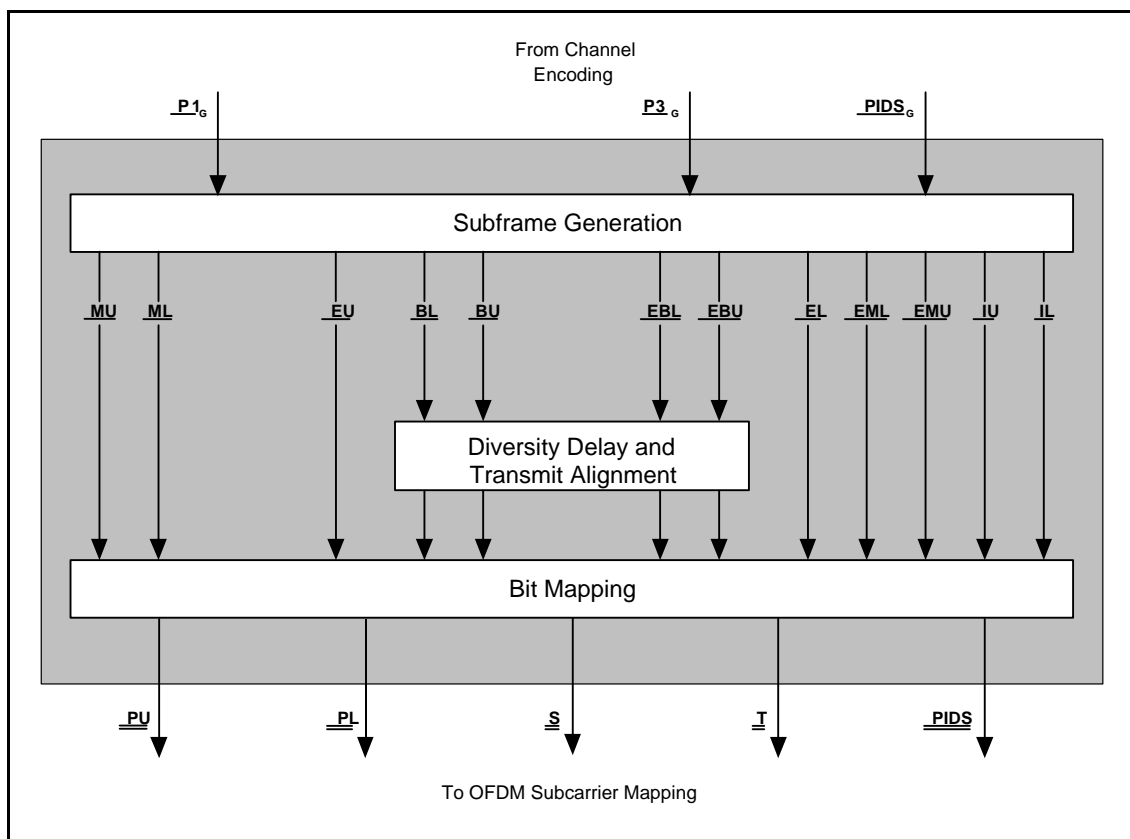 From Channel
Encoding
P1G P3G PIDSG
Subframe Generation
MU ML EU BL BU EBL EBU EL EML EMU IU IL
Diversity Delay and
Transmit Alignment
Bit Mapping
PU PL S T PIDS
To OFDM Subcarrier Mapping